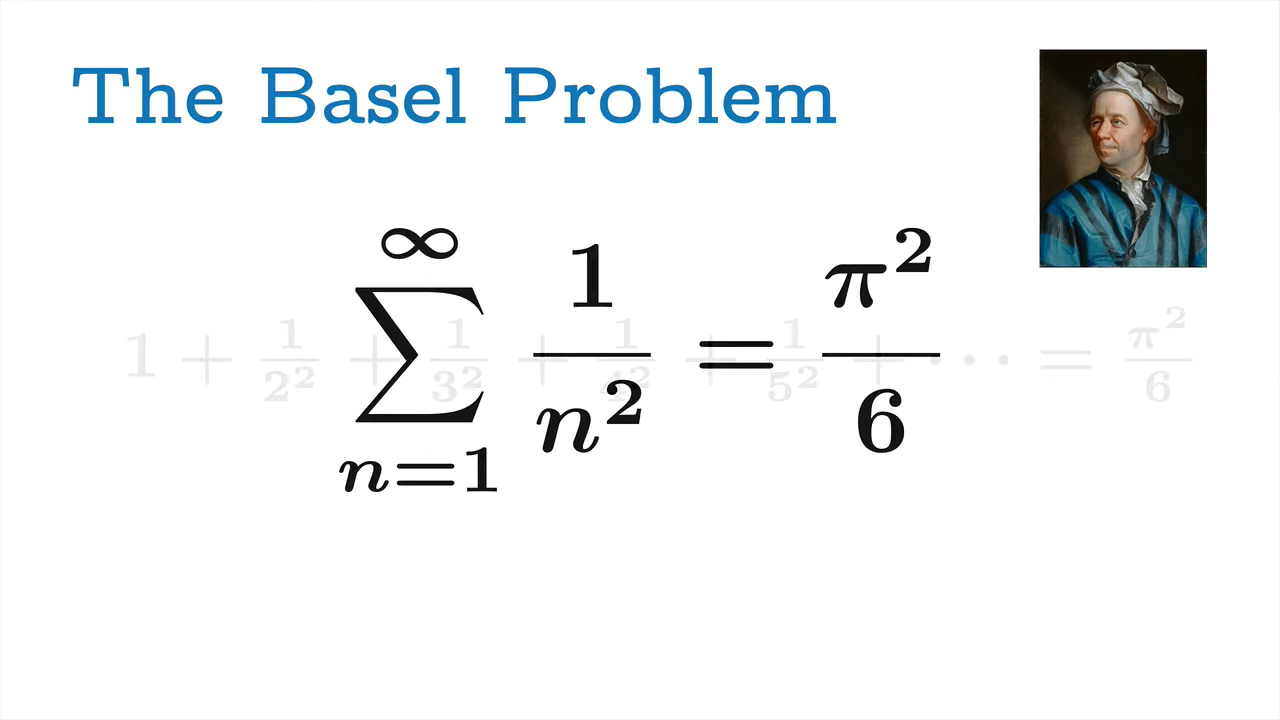 The Basel Problem
∞
∑ 1/n² = π²/6
n=1
1 + 1/2² + 1/3² + 1/4² + 1/5² + ··· = π²/6